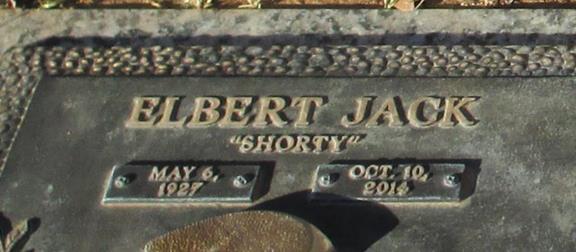 ELBERT JACK
"SHORTY"
MAY 6,
1927
OCT. 10,
2014